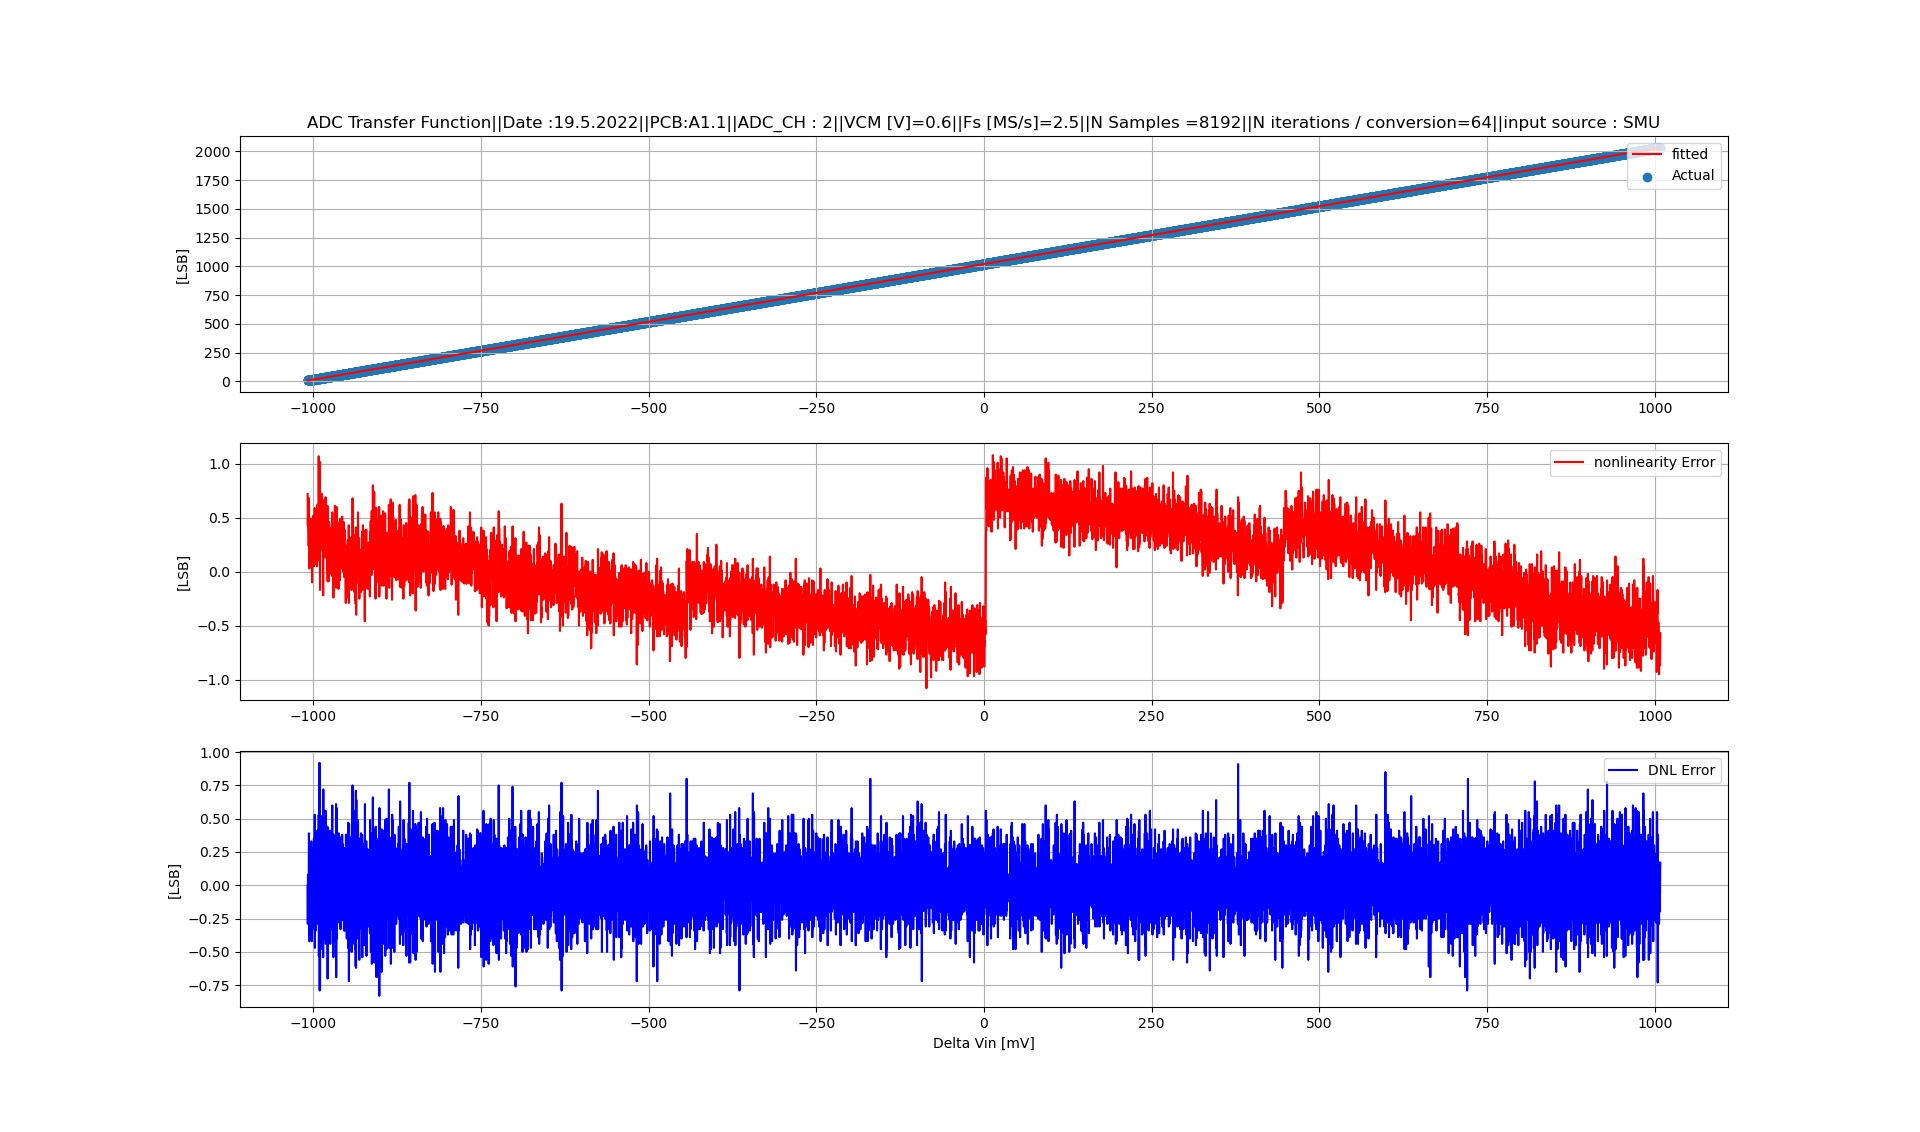 ADC Transfer Function||Date :19.5.2022||PCB:A1.1||ADC_CH : 2||VCM [V]=0.6||Fs [MS/s]=2.5||N Samples =8192||N iterations / conversion=64||input source : SMU
2000
1750
1500
1250
1000
750
500
250
0
[LSB]
fitted
Actual
−1000 −750 −500 −250 0 250 500 750 1000
1.0
0.5
0.0
−0.5
−1.0
[LSB]
nonlinearity Error
−1000 −750 −500 −250 0 250 500 750 1000
1.00
0.75
0.50
0.25
0.00
−0.25
−0.50
−0.75
[LSB]
DNL Error
−1000 −750 −500 −250 0 250 500 750 1000
Delta Vin [mV]